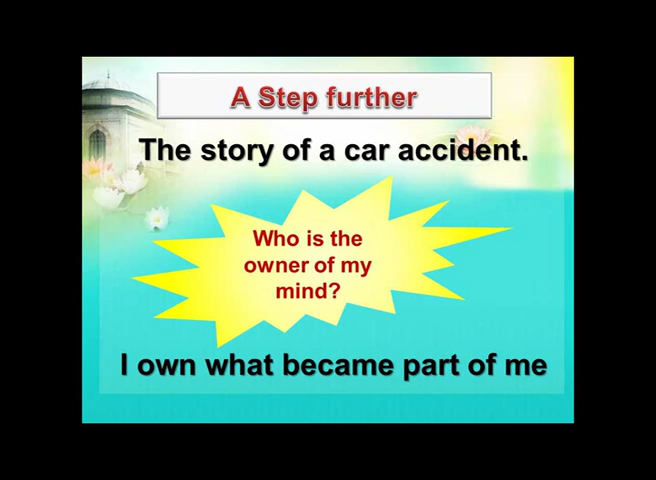 A Step further
The story of a car accident.
Who is the
owner of my
mind?
I own what became part of me